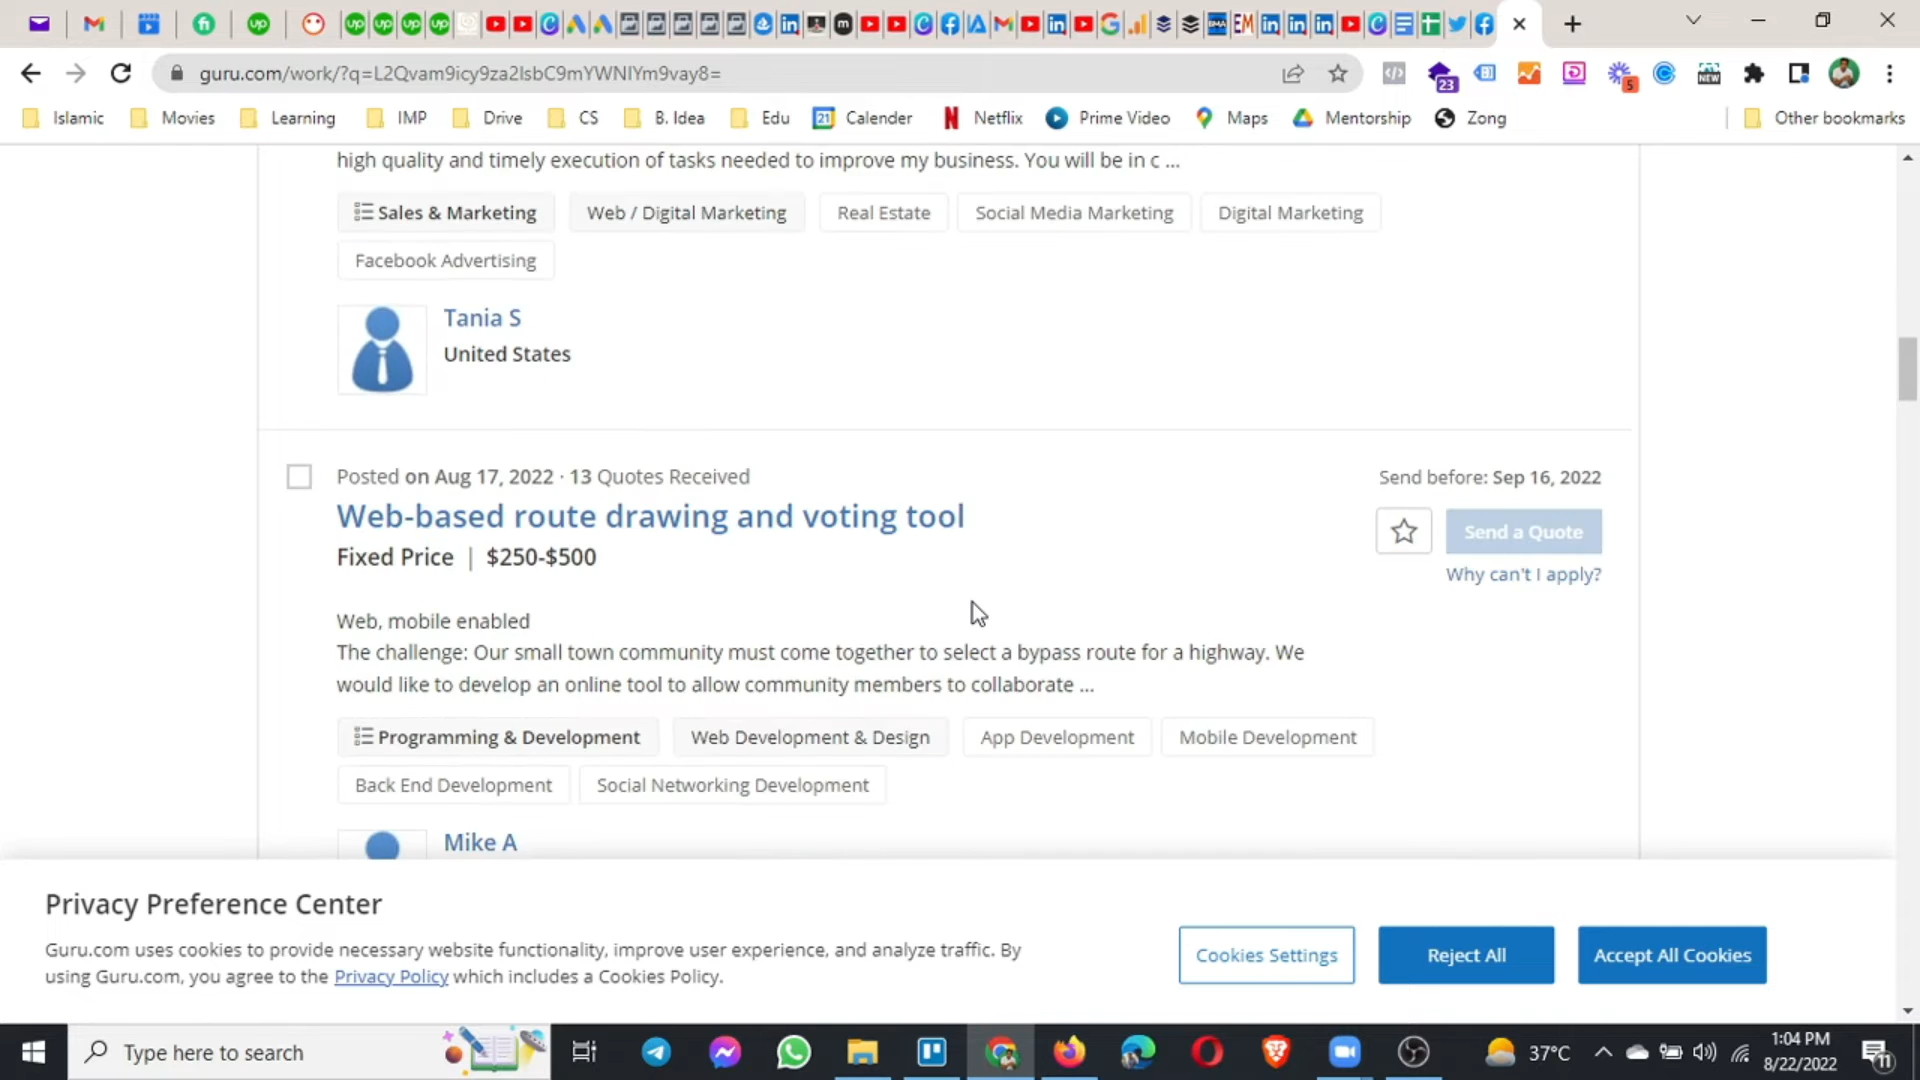 guru.com/work/?q=L2Qvam9icy9za2lsbC9mYWNlYm9vay8=
23
5
NEW
Islamic
Movies
Learning
IMP
Drive
CS
B. Idea
Edu
21
Calender
Netflix
Prime Video
Maps
Mentorship
Zong
Other bookmarks
high quality and timely execution of tasks needed to improve my business. You will be in c ...
Sales & Marketing
Web / Digital Marketing
Real Estate
Social Media Marketing
Digital Marketing
Facebook Advertising
Tania S
United States
Posted on Aug 17, 2022 · 13 Quotes Received
Send before: Sep 16, 2022
Web-based route drawing and voting tool
Send a Quote
Fixed Price | $250-$500
Why can't I apply?
Web, mobile enabled
The challenge: Our small town community must come together to select a bypass route for a highway. We
would like to develop an online tool to allow community members to collaborate ...
Programming & Development
Web Development & Design
App Development
Mobile Development
Back End Development
Social Networking Development
Mike A
Privacy Preference Center
Guru.com uses cookies to provide necessary website functionality, improve user experience, and analyze traffic. By
using Guru.com, you agree to the Privacy Policy which includes a Cookies Policy.
Cookies Settings
Reject All
Accept All Cookies
Type here to search
37°C
1:04 PM
8/22/2022
11